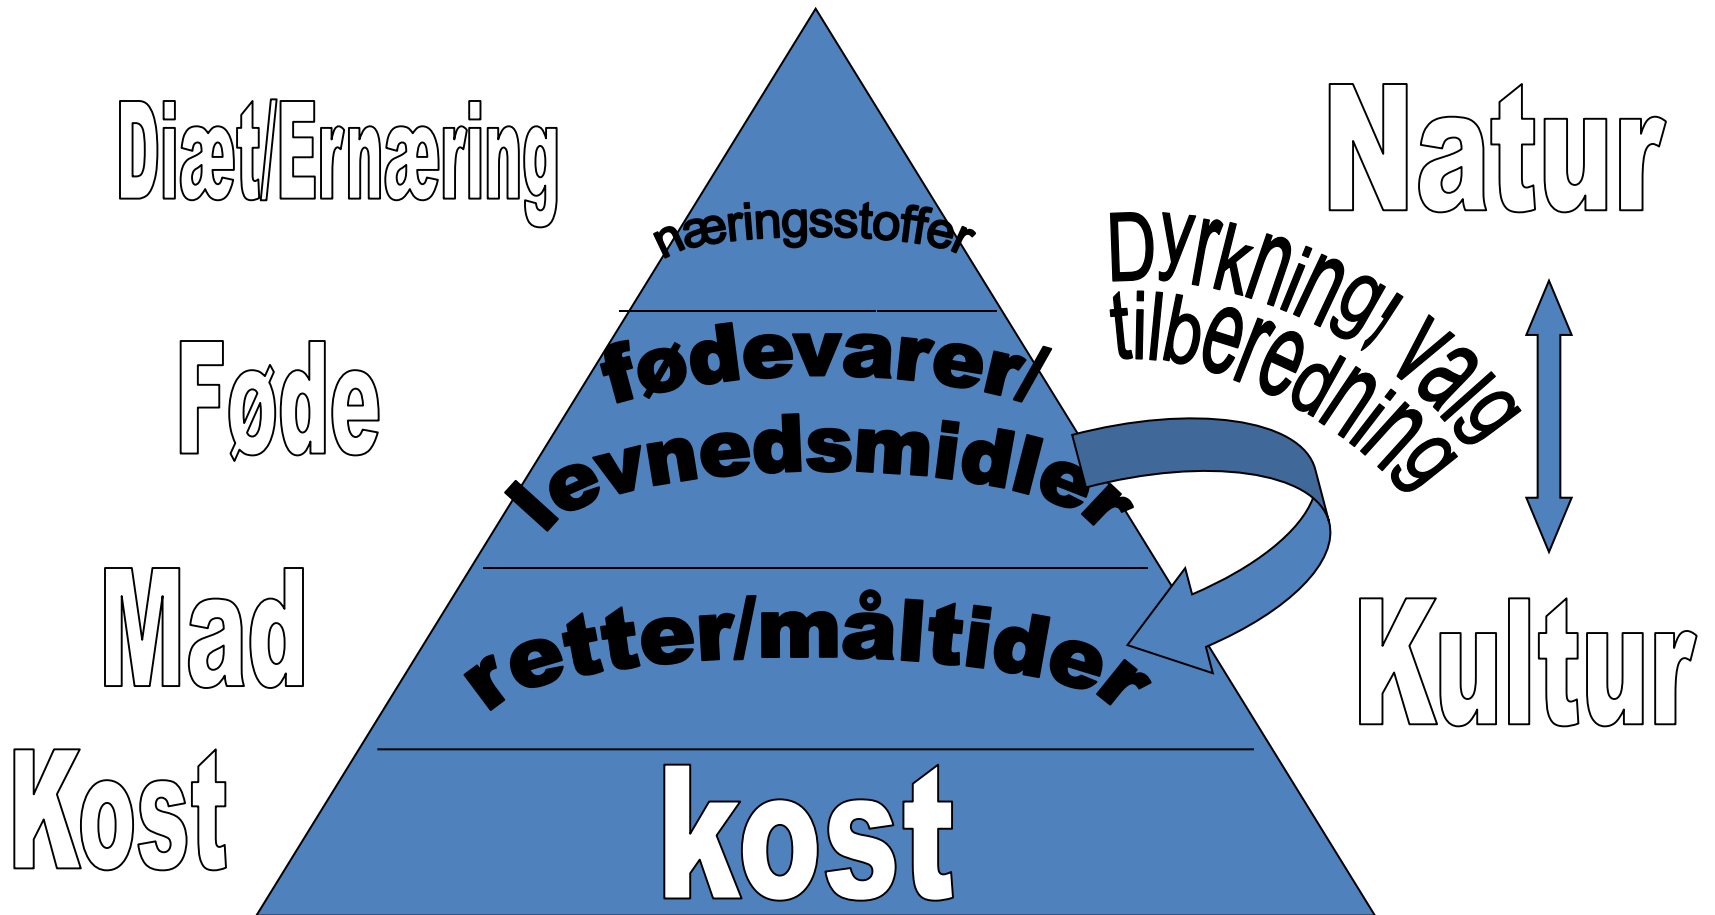 Diæt/Ernæring
Natur
næringsstoffer
Dyrkning, valg
tilberedning
Føde
fødevarer/
levnedsmidler
Mad
retter/måltider
Kultur
Kost
kost